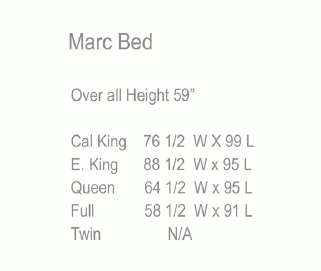 Marc Bed
Over all Height 59”
Cal King 76 1/2 W X 99 L
E. King 88 1/2 W x 95 L
Queen 64 1/2 W x 95 L
Full 58 1/2 W x 91 L
Twin N/A